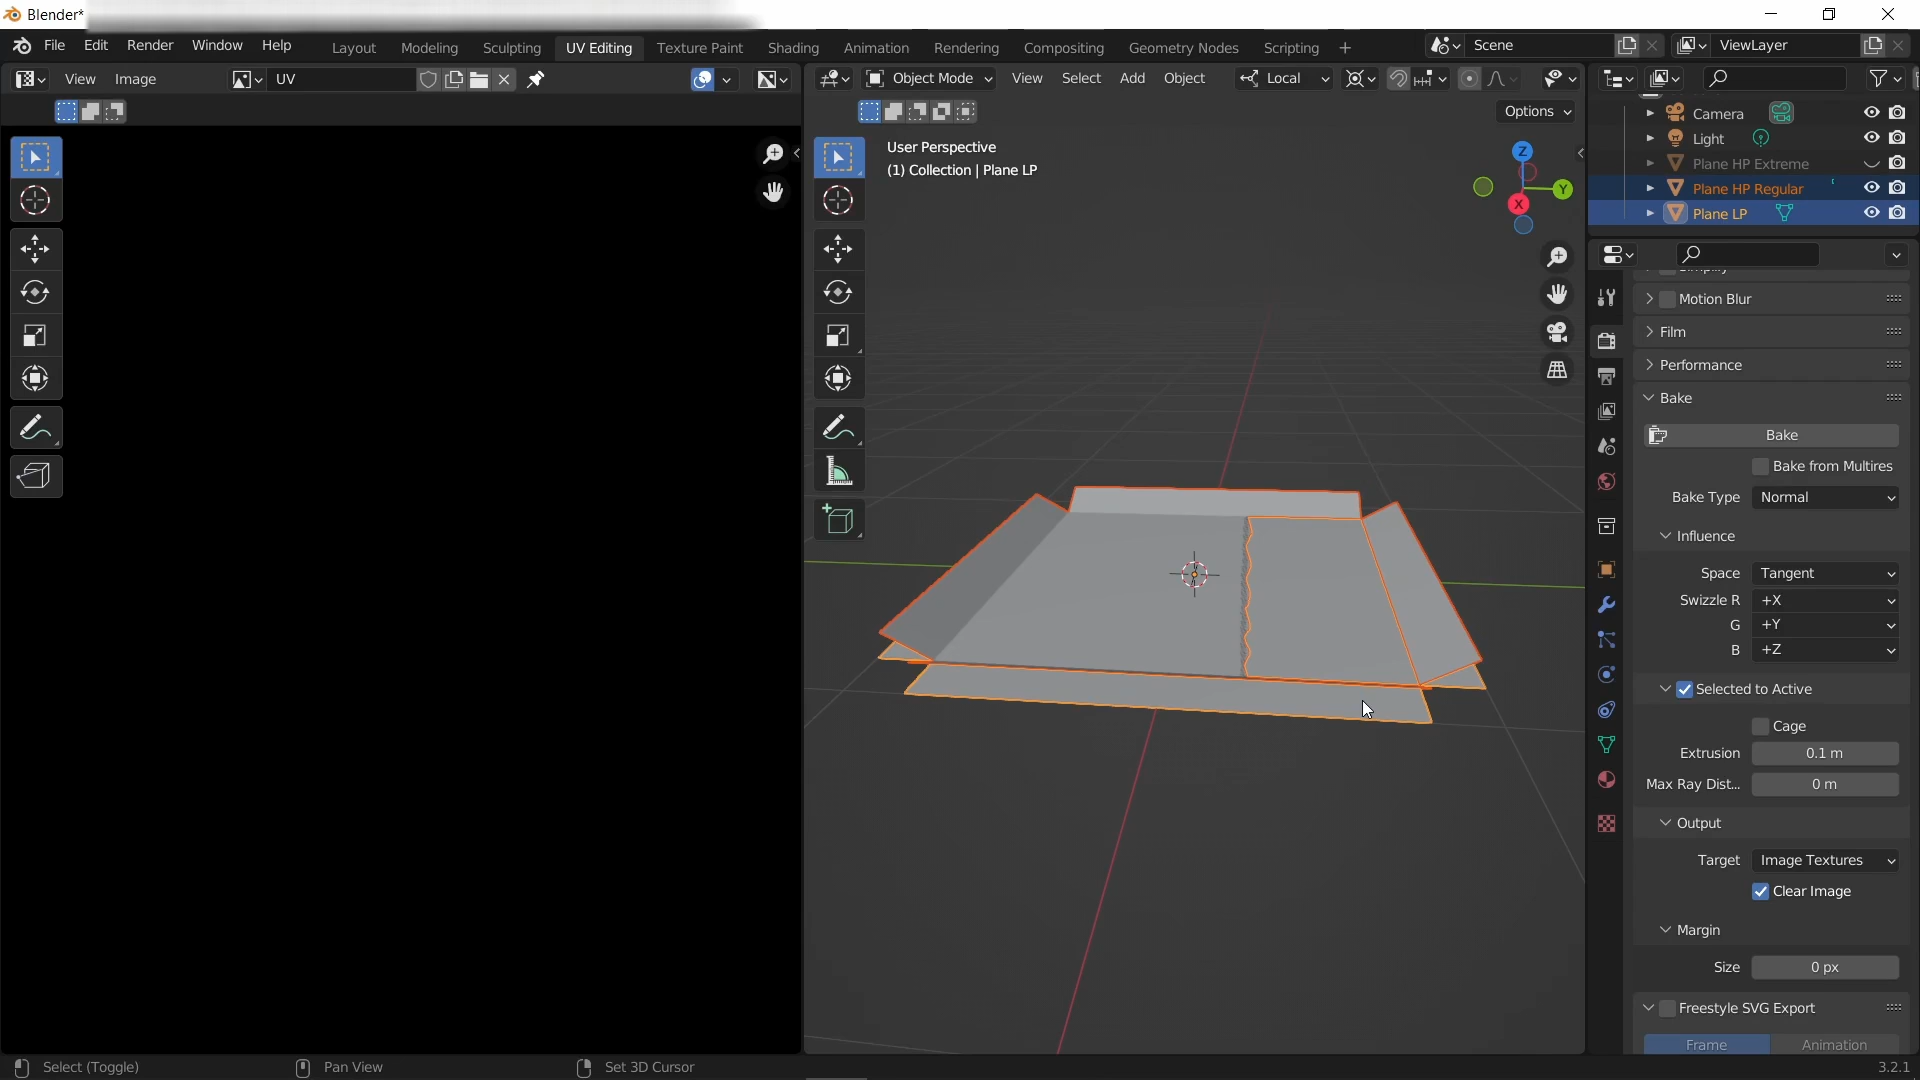 Blender*
File Edit Render Window Help Layout Modeling Sculpting UV Editing Texture Paint Shading Animation Rendering Compositing Geometry Nodes Scripting + Scene ViewLayer
View Image UV Object Mode View Select Add Object Local
Options
User Perspective
(1) Collection | Plane LP
Z
Y
X
Camera
Light
Plane HP Extreme
Plane HP Regular
Plane LP
Motion Blur
Film
Performance
Bake
Bake
Bake from Multires
Bake Type Normal
Influence
Space Tangent
Swizzle R +X
G +Y
B +Z
Selected to Active
Cage
Extrusion 0.1 m
Max Ray Dist... 0 m
Output
Target Image Textures
Clear Image
Margin
Size 0 px
Freestyle SVG Export
Frame Animation
Select (Toggle) Pan View Set 3D Cursor 3.2.1